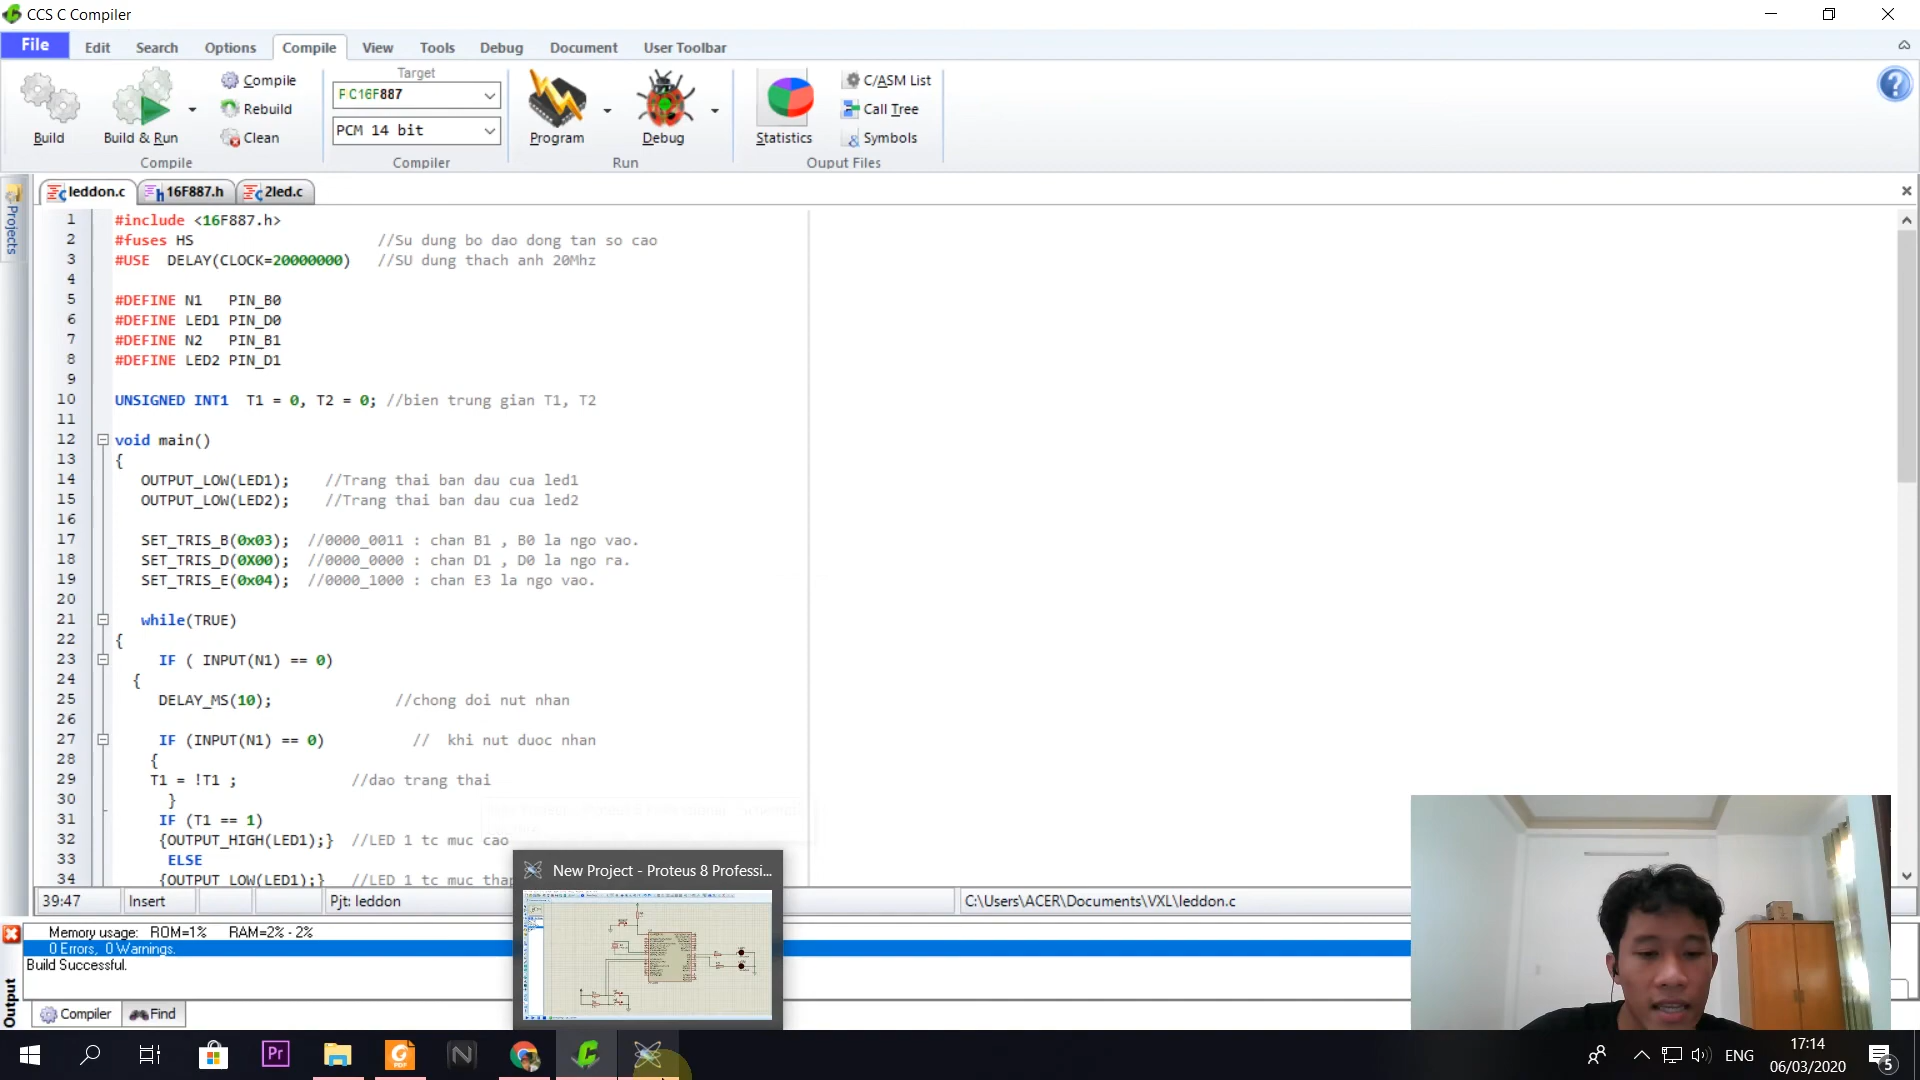 CCS C Compiler
File Edit Search Options Compile View Tools Debug Document User Toolbar
Build
Build & Run
Compile
Rebuild
Clean
Compile
Target
PIC16F887
PCM 14 bit
Compiler
Program
Debug
Run
Statistics
C/ASM List
Call Tree
Symbols
Ouput Files
Projects
leddon.c 16F887.h 2led.c
1 #include <16F887.h>
2 #fuses HS //Su dung bo dao dong tan so cao
3 #USE DELAY(CLOCK=20000000) //SU dung thach anh 20Mhz
4
5 #DEFINE N1 PIN_B0
6 #DEFINE LED1 PIN_D0
7 #DEFINE N2 PIN_B1
8 #DEFINE LED2 PIN_D1
9
10 UNSIGNED INT1 T1 = 0, T2 = 0; //bien trung gian T1, T2
11
12 void main()
13 {
14 OUTPUT_LOW(LED1); //Trang thai ban dau cua led1
15 OUTPUT_LOW(LED2); //Trang thai ban dau cua led2
16
17 SET_TRIS_B(0x03); //0000_0011 : chan B1 , B0 la ngo vao.
18 SET_TRIS_D(0X00); //0000_0000 : chan D1 , D0 la ngo ra.
19 SET_TRIS_E(0x04); //0000_1000 : chan E3 la ngo vao.
20
21 while(TRUE)
22 {
23 IF ( INPUT(N1) == 0)
24 {
25 DELAY_MS(10); //chong doi nut nhan
26
27 IF (INPUT(N1) == 0) // khi nut duoc nhan
28 {
29 T1 = !T1 ; //dao trang thai
30 }
31 IF (T1 == 1)
32 {OUTPUT_HIGH(LED1);} //LED 1 tc muc cao
33 ELSE
34 {OUTPUT_LOW(LED1);} //LED 1 tc muc thap
New Project - Proteus 8 Professi...
39:47 Insert Pjt: leddon C:\Users\ACER\Documents\VXL\leddon.c
Memory usage: ROM=1% RAM=2% - 2%
0 Errors, 0 Warnings.
Build Successful.
Output
Compiler Find
Pr
PDF
N
ENG
17:14
06/03/2020
5